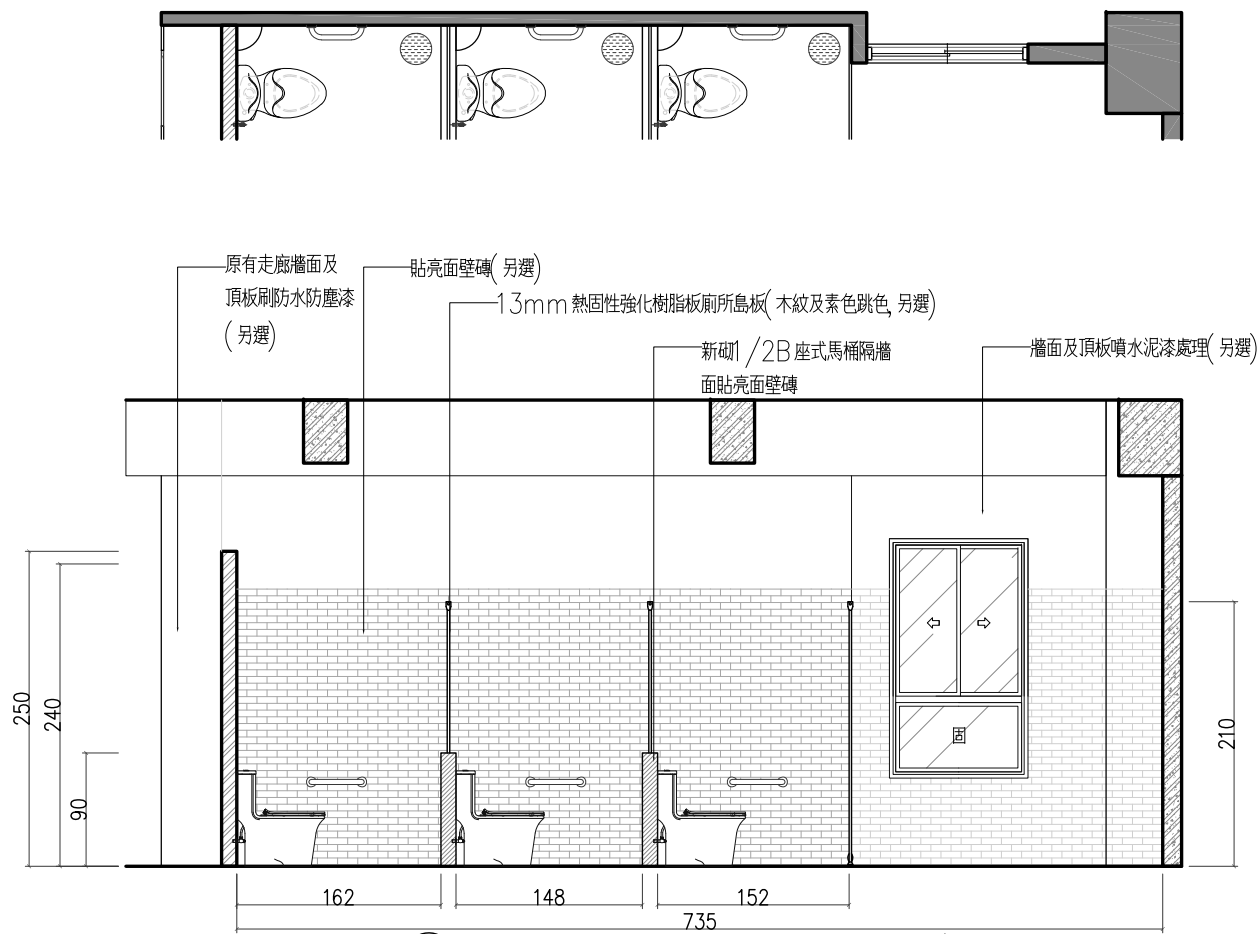 原有走廊牆面及
頂板刷防水防塵漆
(另選)
貼亮面壁磚(另選)
13mm 熱固性強化樹脂板廁所島板(木紋及素色跳色, 另選)
新砌1/2B 座式馬桶隔牆
面貼亮面壁磚
牆面及頂板噴水泥漆處理(另選)
250
240
90
210
固
162
148
152
735